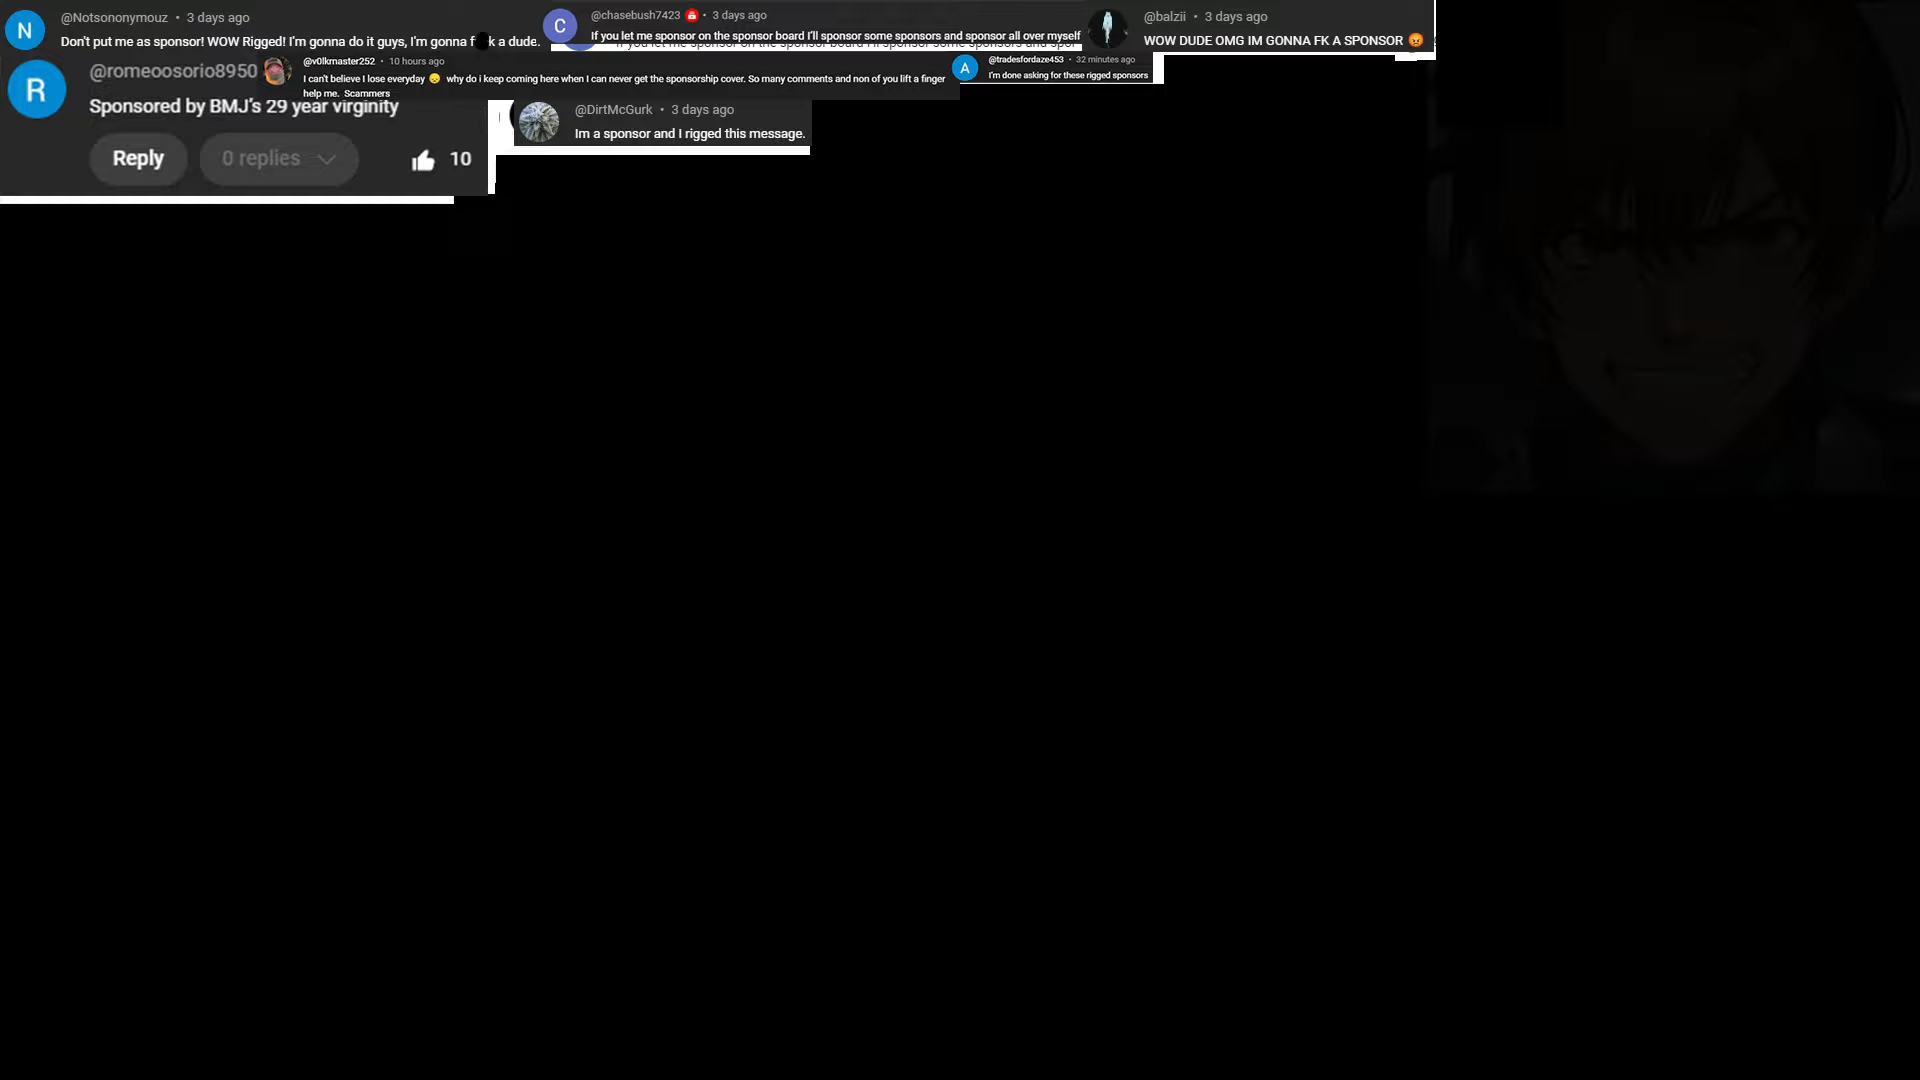 N
@Notsononymouz • 3 days ago
Don't put me as sponsor! WOW Rigged! I'm gonna do it guys, I'm gonna f k a dude.
C
@chasebush7423 • 3 days ago
If you let me sponsor on the sponsor board I'll sponsor some sponsors and sponsor all over myself
@balzii • 3 days ago
WOW DUDE OMG IM GONNA FK A SPONSOR 😡
R
@romeoosorio8950
Sponsored by BMJ's 29 year virginity
Reply
0 replies
10
@v0lkmaster252 • 10 hours ago
I can't believe I lose everyday 😞 why do i keep coming here when I can never get the sponsorship cover. So many comments and non of you lift a finger
help me. Scammers
A
@tradesfordaze453 • 32 minutes ago
I'm done asking for these rigged sponsors
@DirtMcGurk • 3 days ago
Im a sponsor and I rigged this message.